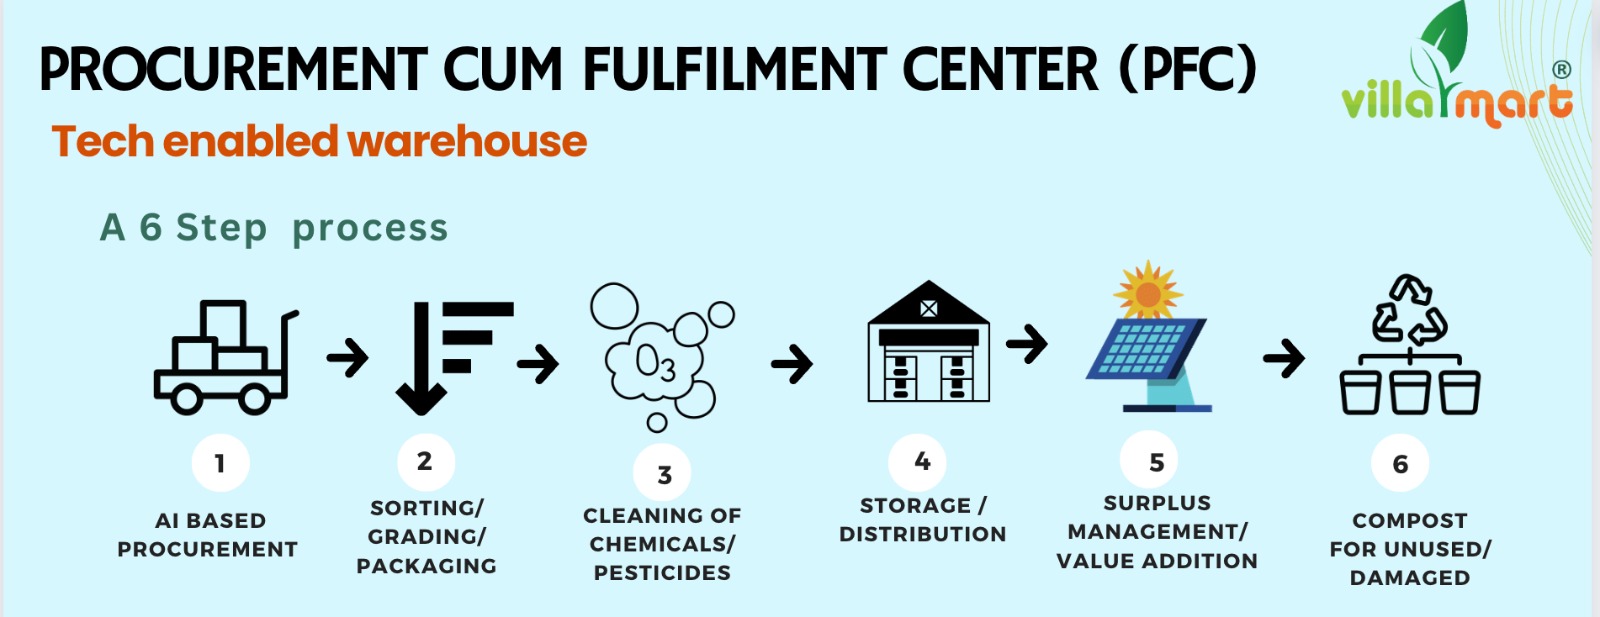 PROCUREMENT CUM FULFILMENT CENTER (PFC)
villa mart ®
Tech enabled warehouse
A 6 Step process
O3
1
AI BASED
PROCUREMENT
2
SORTING/
GRADING/
PACKAGING
3
CLEANING OF
CHEMICALS/
PESTICIDES
4
STORAGE /
DISTRIBUTION
5
SURPLUS
MANAGEMENT/
VALUE ADDITION
6
COMPOST
FOR UNUSED/
DAMAGED